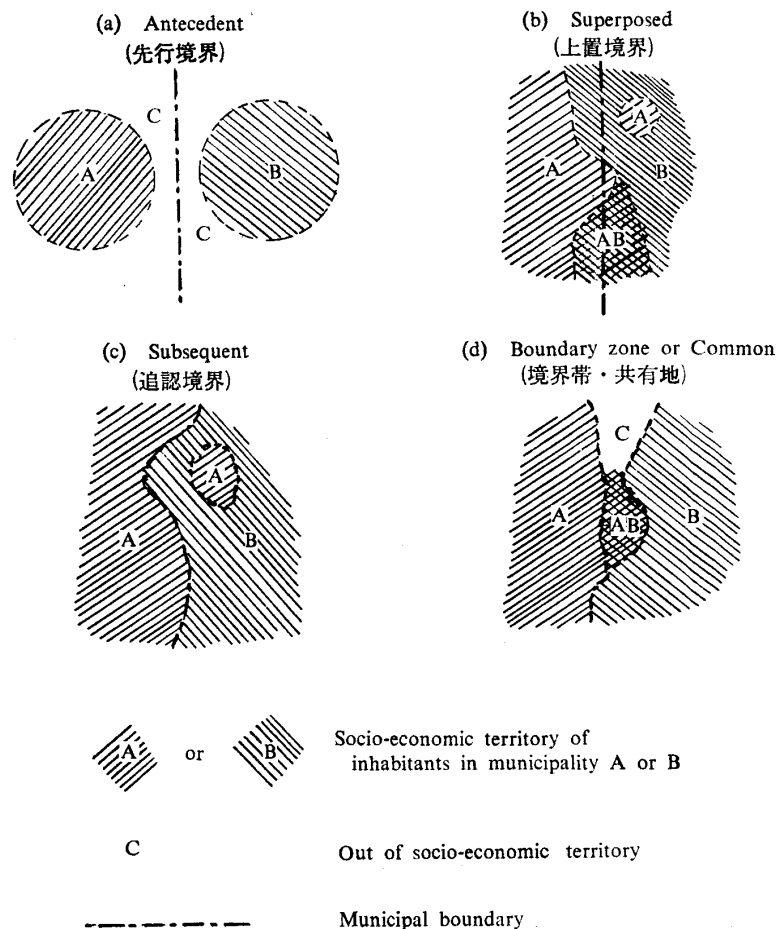 (a) Antecedent
(先行境界)
C
A
B
C
(b) Superposed
(上置境界)
A
A
B
AB
(c) Subsequent
(追認境界)
A
A
B
(d) Boundary zone or Common
(境界帯・共有地)
C
A
AB
B
A or B Socio-economic territory of
inhabitants in municipality A or B
C Out of socio-economic territory
Municipal boundary